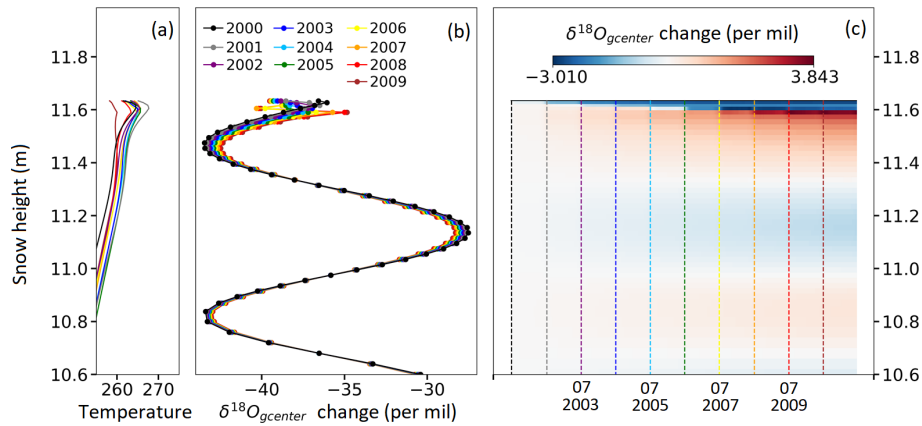 (a)
(b)
(c)
2000
2001
2002
2003
2004
2005
2006
2007
2008
2009
δ¹⁸O_gcenter change (per mil)
−3.010 3.843
Snow height (m)
11.8
11.6
11.4
11.2
11.0
10.8
10.6
260 270
Temperature
−40 −35 −30
δ¹⁸O_gcenter change (per mil)
07 07 07 07
2003 2005 2007 2009
11.8
11.6
11.4
11.2
11.0
10.8
10.6